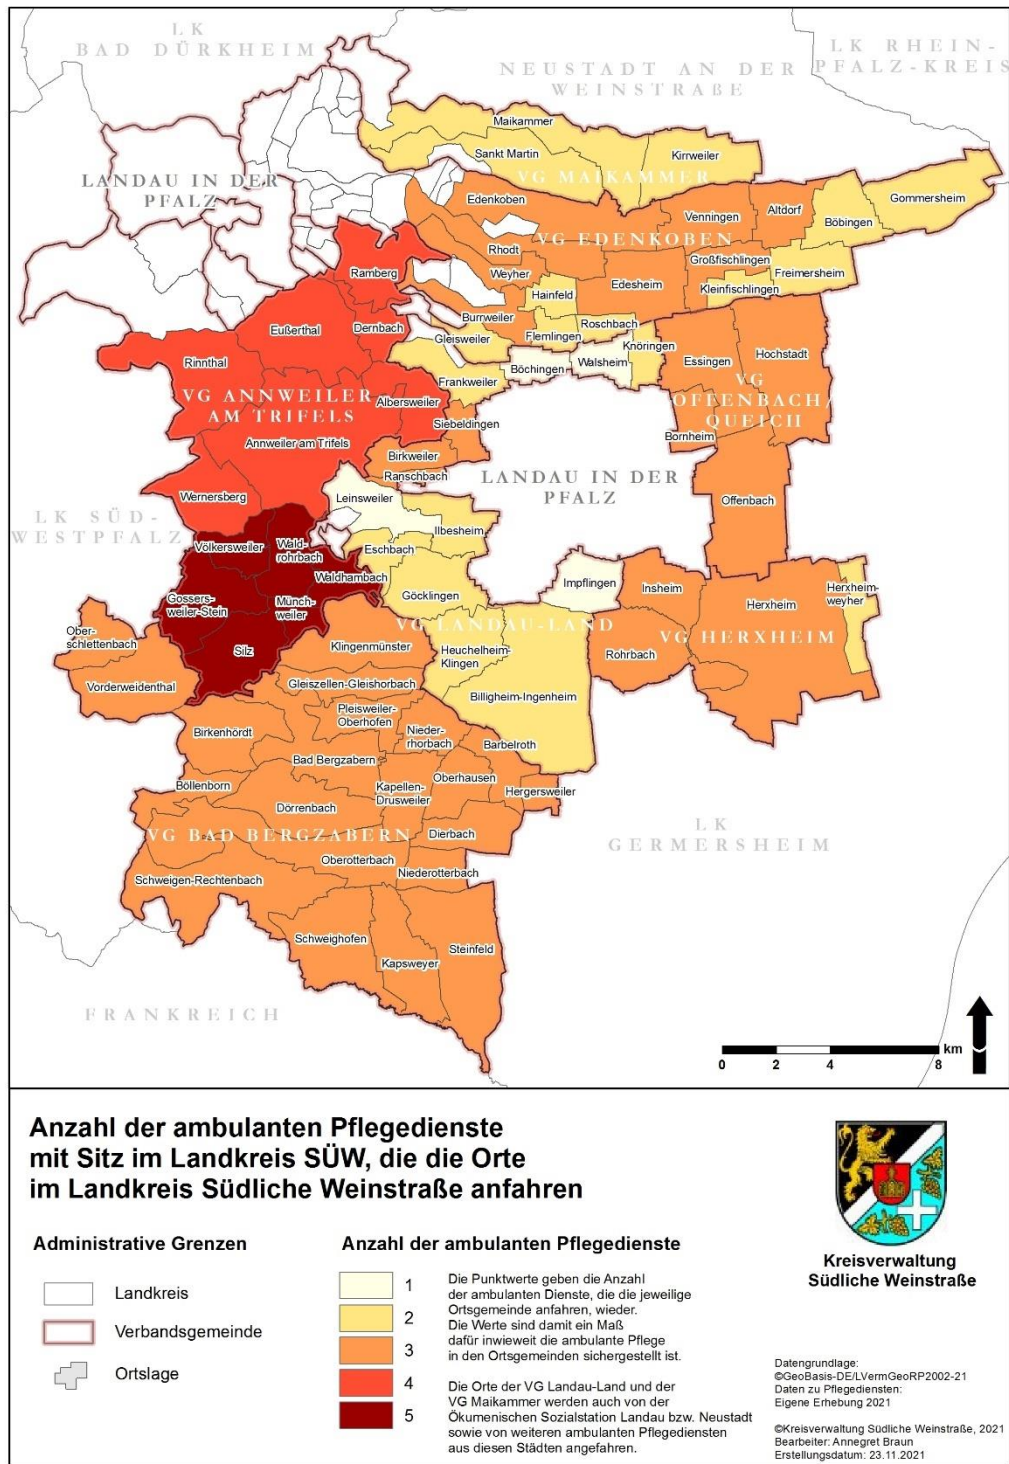 LK
BAD DÜRKHEIM
NEUSTADT AN DER
WEINSTRAßE
LK RHEIN-
PFALZ-KREIS
Maikammer
Sankt Martin
Kirrweiler
VG MAIKAMMER
LANDAU IN DER
PFALZ
Edenkoben
Venningen
Altdorf
Böbingen
Gommersheim
VG EDENKOBEN
Rhodt
Weyher
Großfischlingen
Freimersheim
Kleinfischlingen
Edesheim
Hainfeld
Ramberg
Burrweiler
Roschbach
Flemlingen
Gleisweiler
Knöringen
Eußerthal
Dernbach
Rinnthal
Böchingen
Walsheim
Essingen
Hochstadt
Frankweiler
VG ANNWEILER
AM TRIFELS
VG
OFFENBACH/
QUEICH
Albersweiler
Siebeldingen
Bornheim
Annweiler am Trifels
Birkweiler
Ranschbach
LANDAU IN DER
PFALZ
Wernersberg
Leinsweiler
Offenbach
LK SÜD-
WESTPFALZ
Ilbesheim
Völkersweiler
Wald-
rohrbach
Eschbach
Waldhambach
Göcklingen
Impflingen
Insheim
Herxheim
Herxheim-
weyher
Gossers-
weiler-Stein
Münch-
weiler
VG LANDAU-LAND
VG HERXHEIM
Ober-
schlettenbach
Silz
Klingenmünster
Heuchelheim-
Klingen
Rohrbach
Vorderweidenthal
Gleiszellen-Gleishorbach
Billigheim-Ingenheim
Pleisweiler-
Oberhofen
Birkenhördt
Nieder-
rhorbach
Barbelroth
Bad Bergzabern
Böllenborn
Kapellen-
Drusweiler
Oberhausen
Hergersweiler
Dörrenbach
VG BAD BERGZABERN
Dierbach
LK
GERMERSHEIM
Oberotterbach
Niederotterbach
Schweigen-Rechtenbach
Schweighofen
Steinfeld
Kapsweyer
FRANKREICH
km
0 2 4 8
Anzahl der ambulanten Pflegedienste
mit Sitz im Landkreis SÜW, die die Orte
im Landkreis Südliche Weinstraße anfahren
Administrative Grenzen
Landkreis
Verbandsgemeinde
Ortslage
Anzahl der ambulanten Pflegedienste
1
2
3
4
5
Die Punktwerte geben die Anzahl
der ambulanten Dienste, die die jeweilige
Ortsgemeinde anfahren, wieder.
Die Werte sind damit ein Maß
dafür inwieweit die ambulante Pflege
in den Ortsgemeinden sichergestellt ist.
Die Orte der VG Landau-Land und der
VG Maikammer werden auch von der
Ökumenischen Sozialstation Landau bzw. Neustadt
sowie von weiteren ambulanten Pflegediensten
aus diesen Städten angefahren.
Kreisverwaltung
Südliche Weinstraße
Datengrundlage:
©GeoBasis-DE/LVermGeoRP2002-21
Daten zu Pflegediensten:
Eigene Erhebung 2021
©Kreisverwaltung Südliche Weinstraße, 2021
Bearbeiter: Annegret Braun
Erstellungsdatum: 23.11.2021